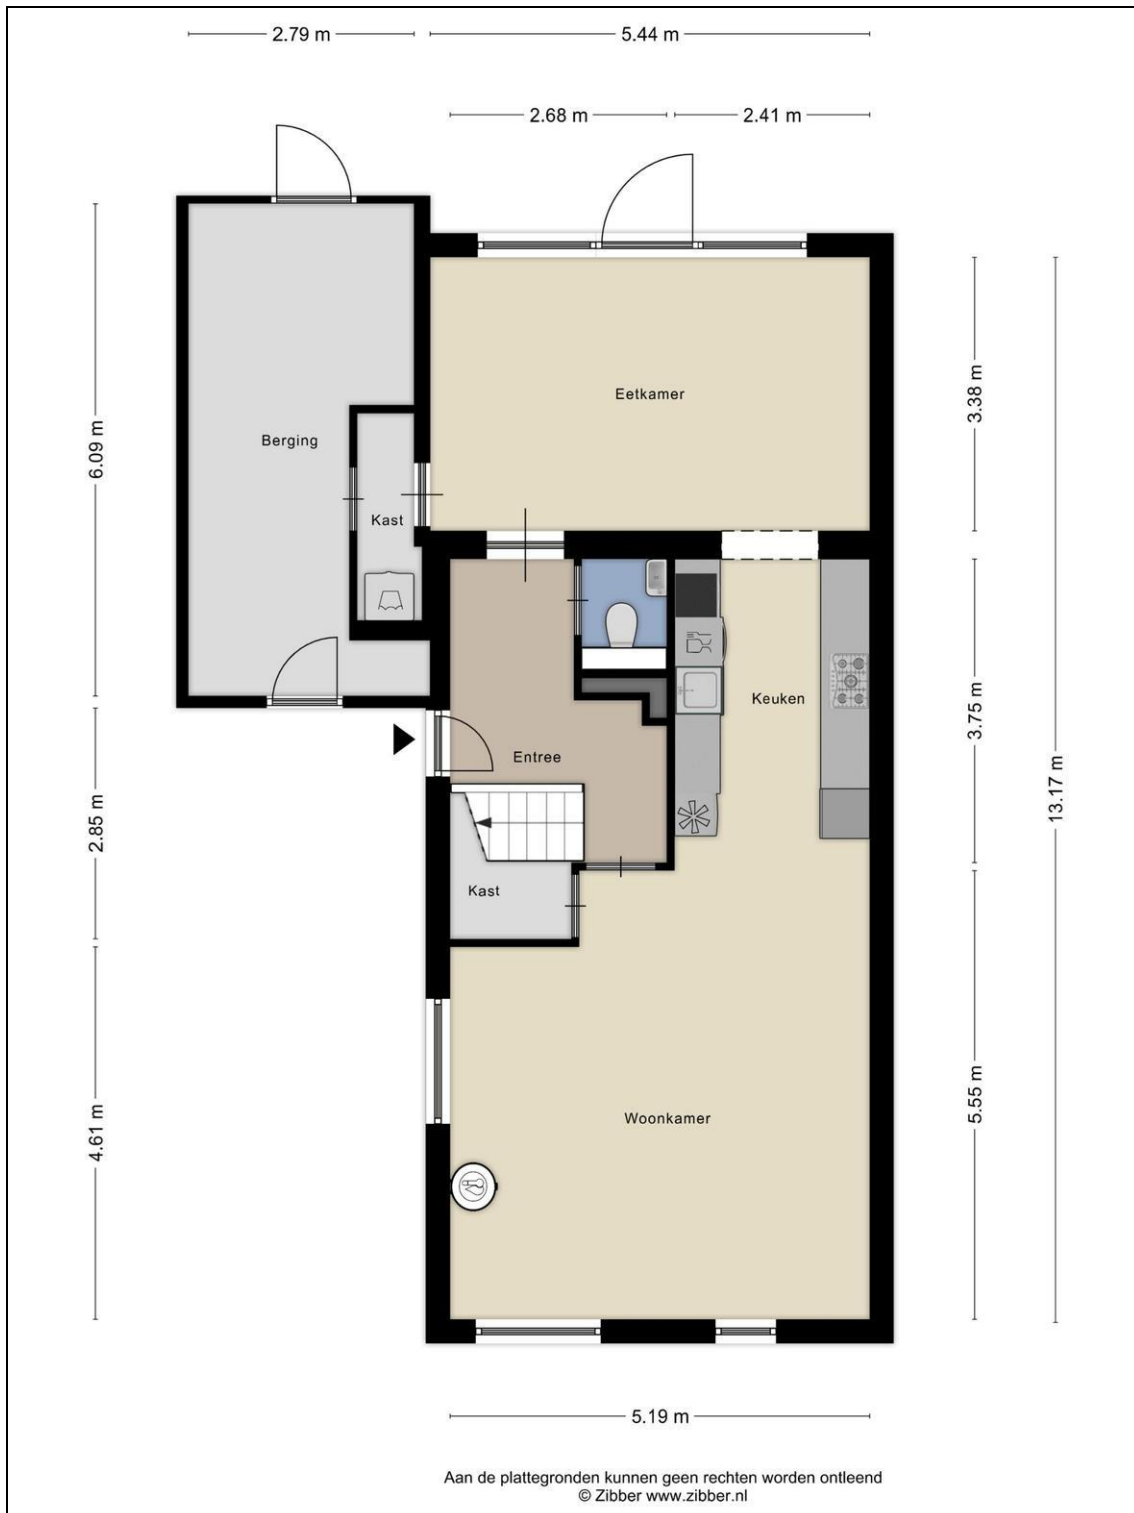 2.79 m
5.44 m
2.68 m
2.41 m
Eetkamer
3.38 m
Berging
6.09 m
Kast
Keuken
3.75 m
Entree
13.17 m
2.85 m
Kast
Woonkamer
5.55 m
4.61 m
5.19 m
Aan de plattegronden kunnen geen rechten worden ontleend
© Zibber www.zibber.nl